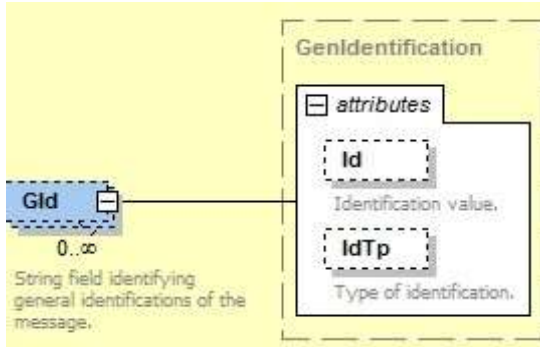 GenIdentification
attributes
Id
Identification value.
GId
IdTp
0..∞
Type of identification.
String field identifying
general identifications of the
message.